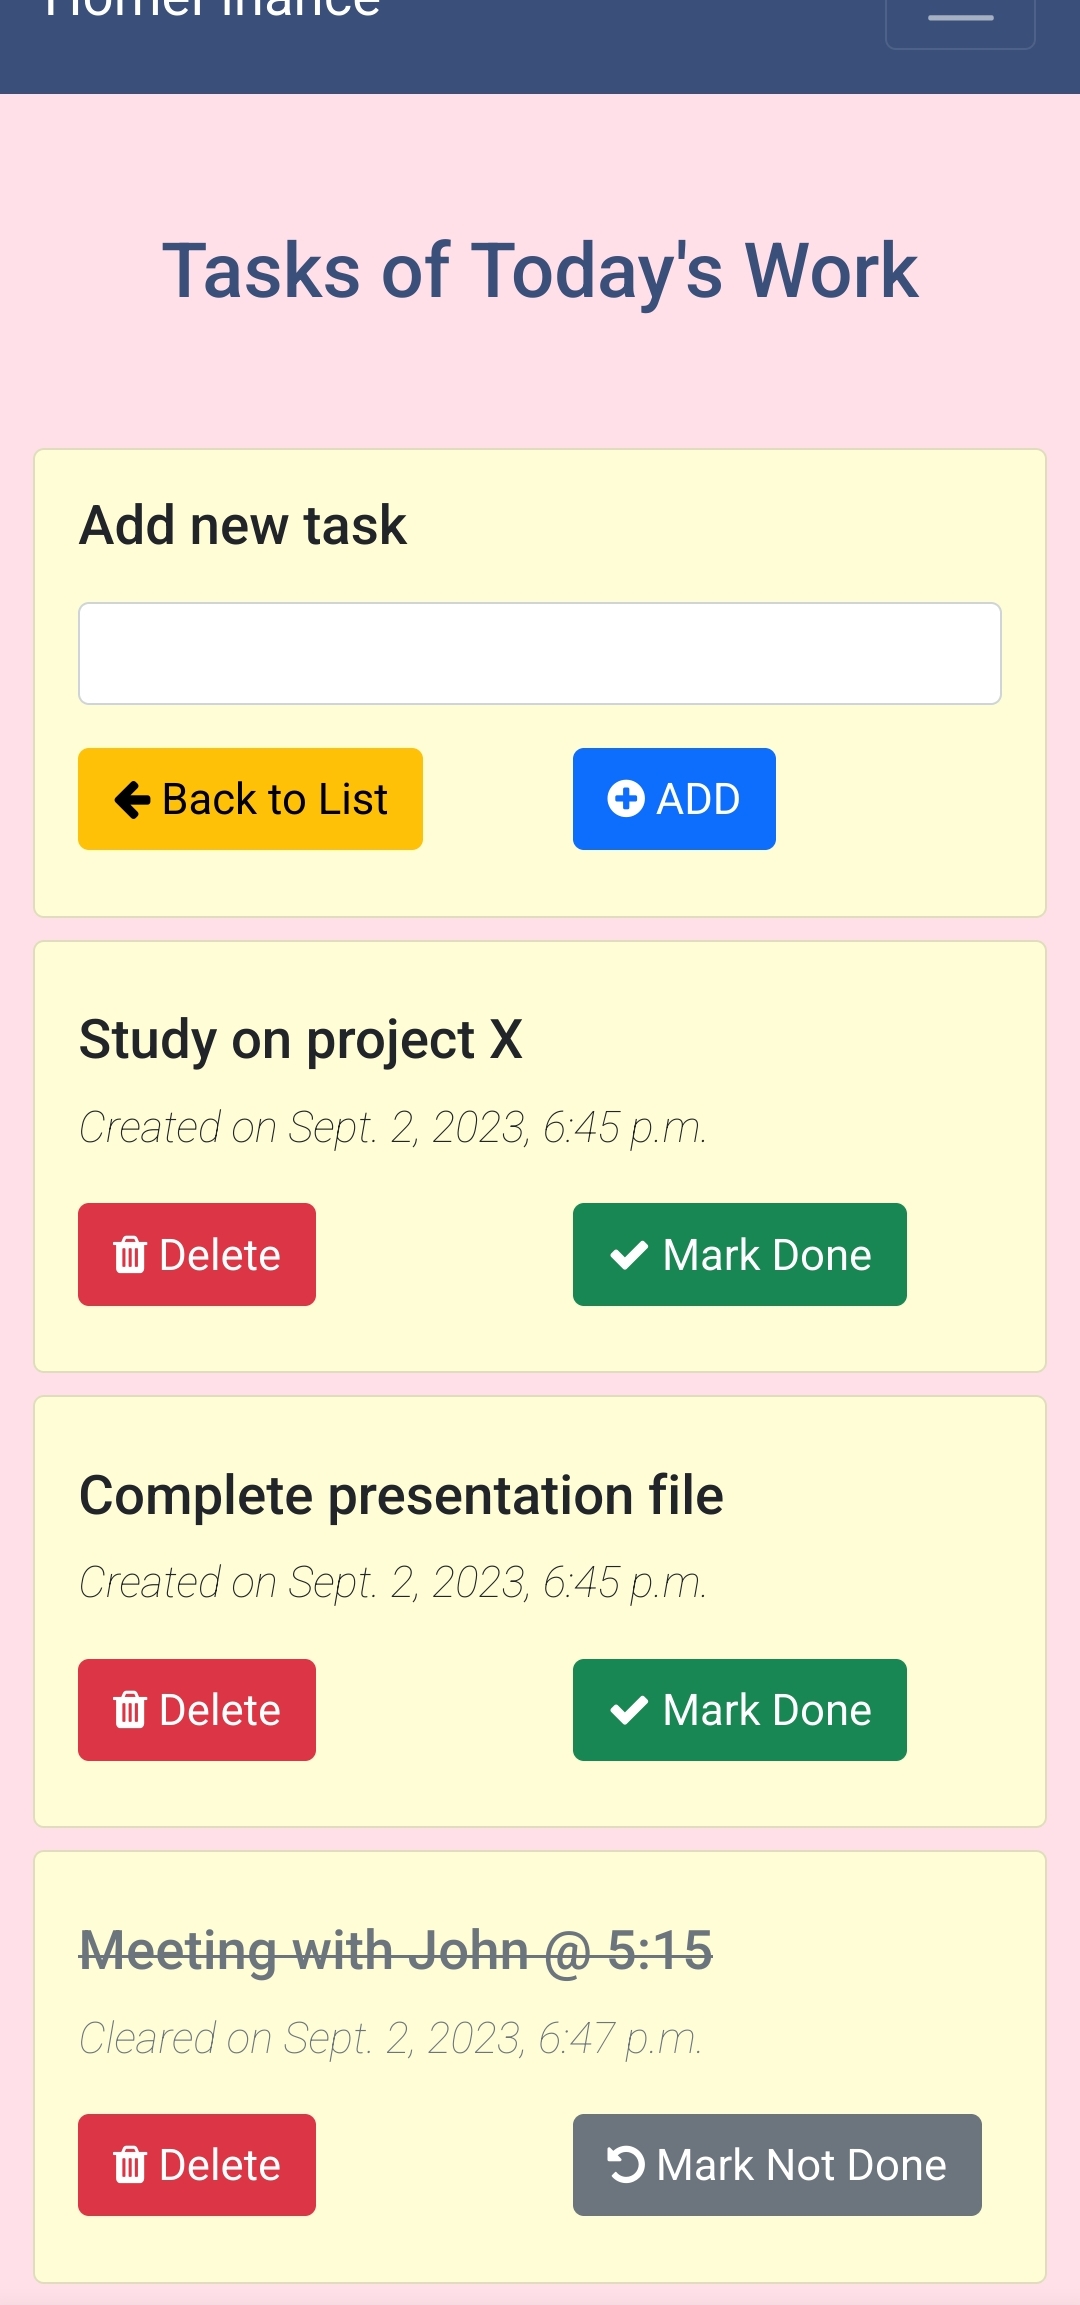 HomeFinance
Tasks of Today's Work
Add new task
Back to List
ADD
Study on project X
Created on Sept. 2, 2023, 6:45 p.m.
Delete
Mark Done
Complete presentation file
Created on Sept. 2, 2023, 6:45 p.m.
Delete
Mark Done
Meeting with John @ 5:15
Cleared on Sept. 2, 2023, 6:47 p.m.
Delete
Mark Not Done